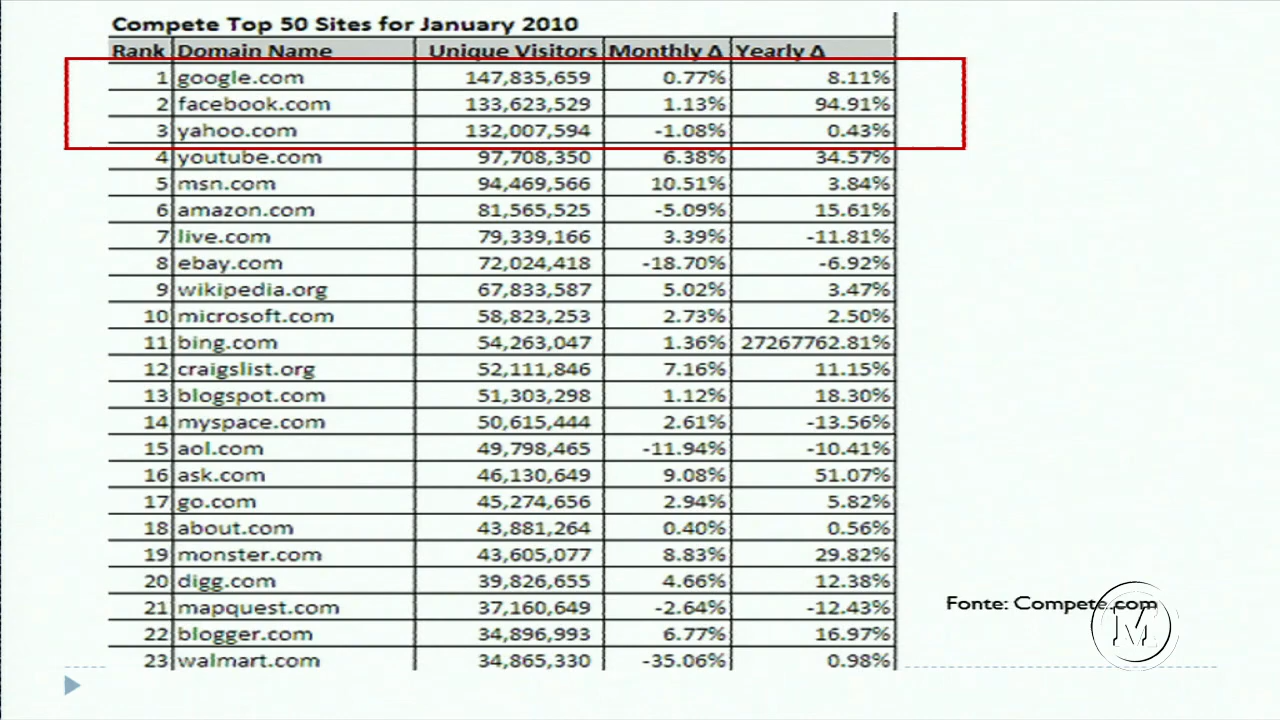 Compete Top 50 Sites for January 2010
Rank Domain Name Unique Visitors Monthly Δ Yearly Δ
1 google.com 147,835,659 0.77% 8.11%
2 facebook.com 133,623,529 1.13% 94.91%
3 yahoo.com 132,007,594 -1.08% 0.43%
4 youtube.com 97,708,350 6.38% 34.57%
5 msn.com 94,469,566 10.51% 3.84%
6 amazon.com 81,565,525 -5.09% 15.61%
7 live.com 79,339,166 3.39% -11.81%
8 ebay.com 72,024,418 -18.70% -6.92%
9 wikipedia.org 67,833,587 5.02% 3.47%
10 microsoft.com 58,823,253 2.73% 2.50%
11 bing.com 54,263,047 1.36% 27267762.81%
12 craigslist.org 52,111,846 7.16% 11.15%
13 blogspot.com 51,303,298 1.12% 18.30%
14 myspace.com 50,615,444 2.61% -13.56%
15 aol.com 49,798,465 -11.94% -10.41%
16 ask.com 46,130,649 9.08% 51.07%
17 go.com 45,274,656 2.94% 5.82%
18 about.com 43,881,264 0.40% 0.56%
19 monster.com 43,605,077 8.83% 29.82%
20 digg.com 39,826,655 4.66% 12.38%
21 mapquest.com 37,160,649 -2.64% -12.43%
22 blogger.com 34,896,993 6.77% 16.97%
23 walmart.com 34,865,330 -35.06% 0.98%
Fonte: Compete.com
M